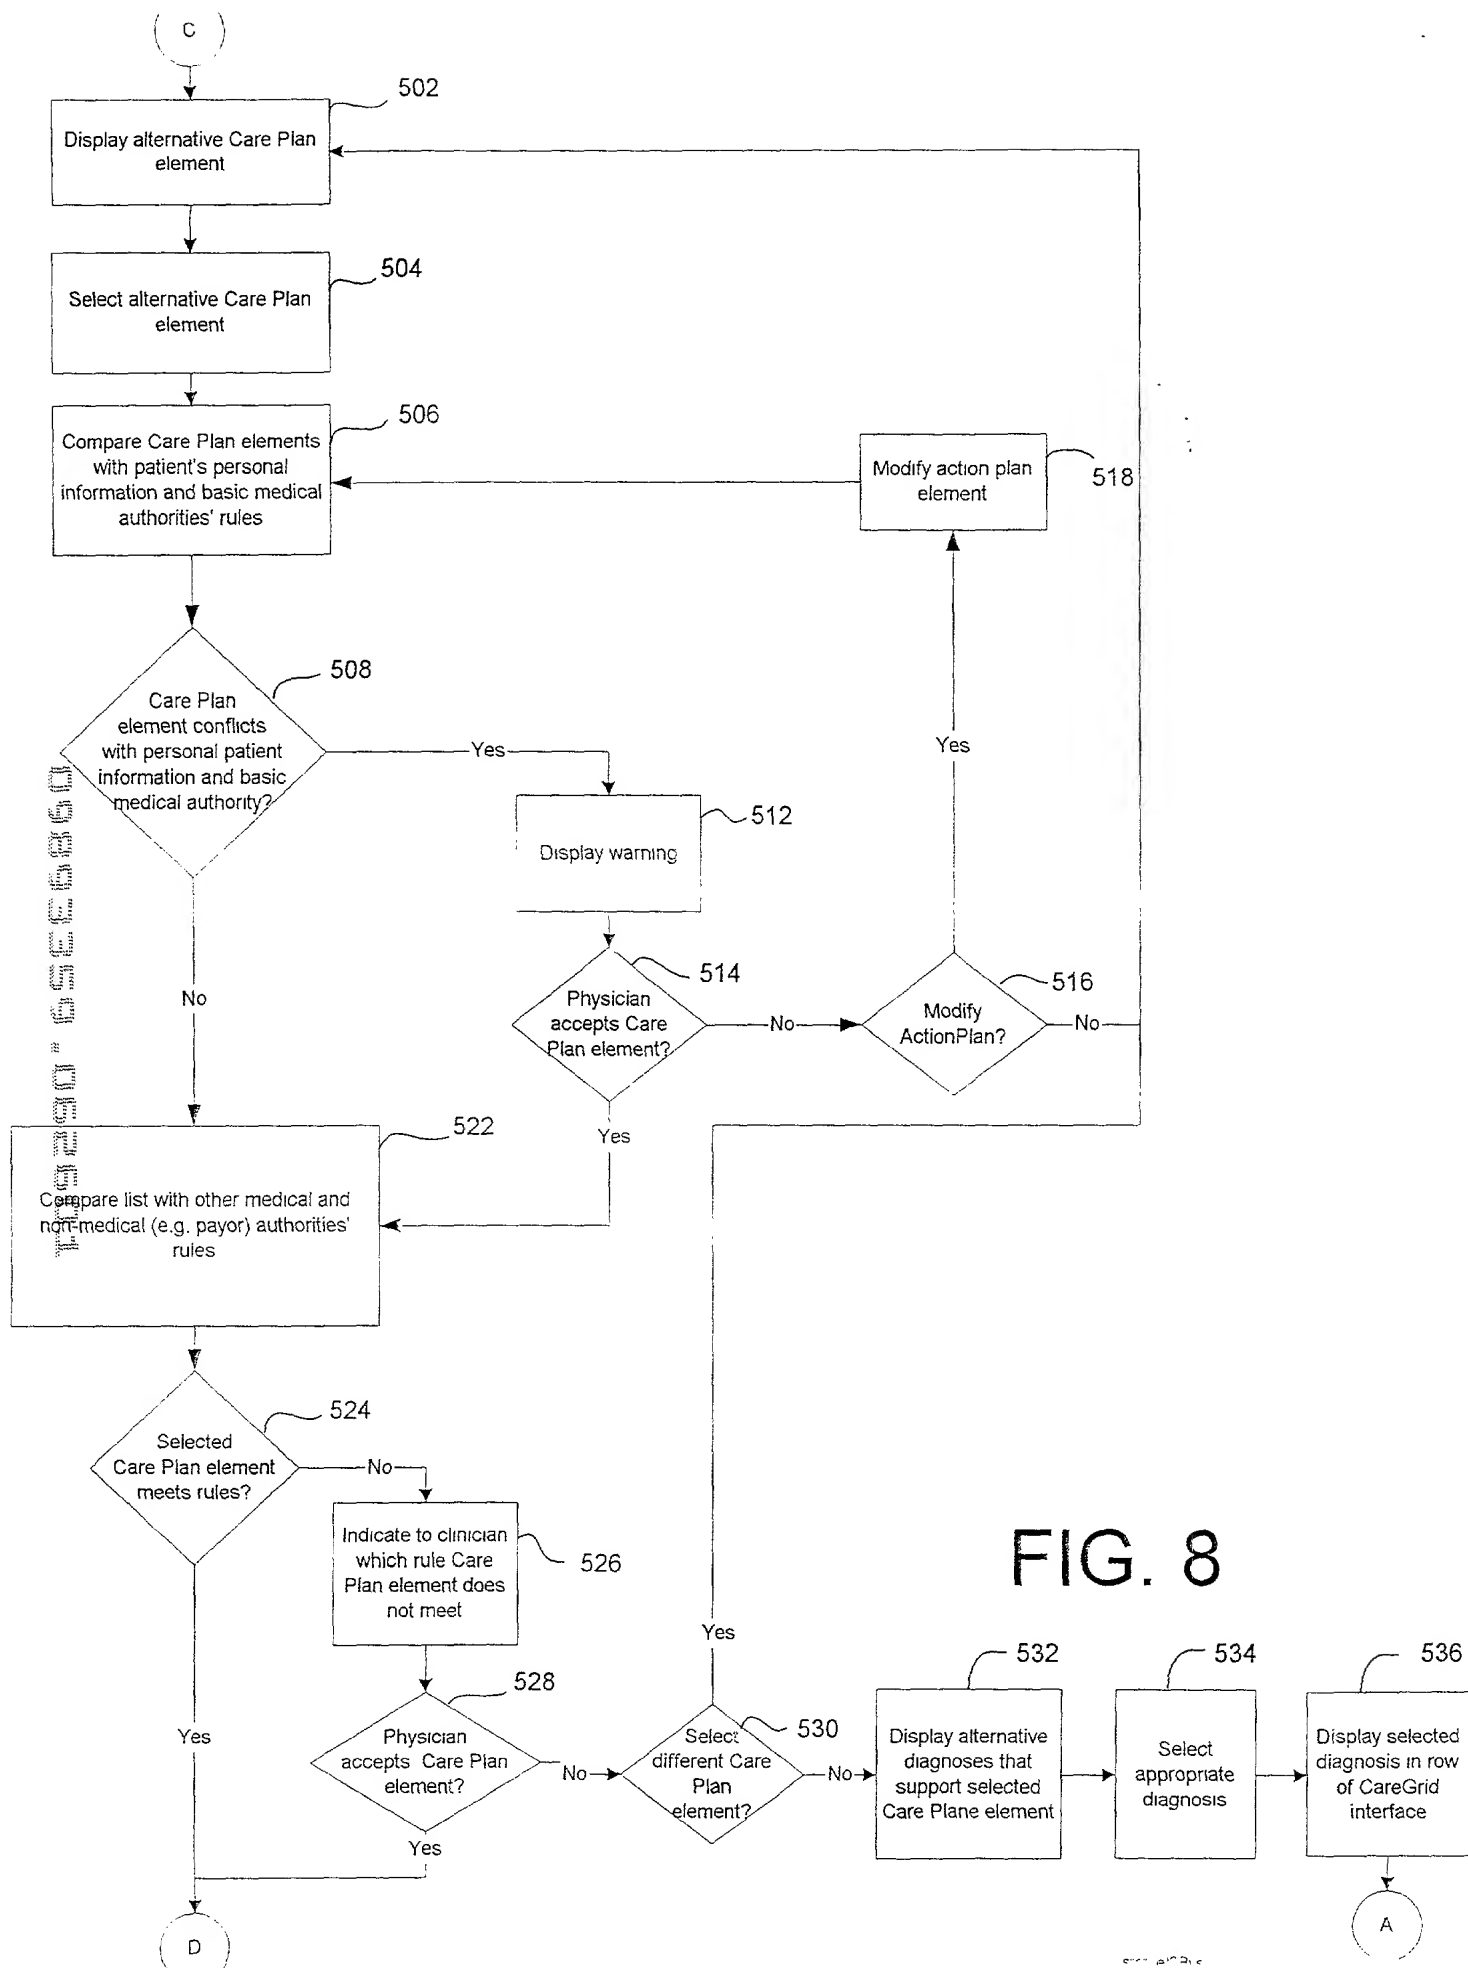 C
502
Display alternative Care Plan
element
504
Select alternative Care Plan
element
506
Compare Care Plan elements
with patient's personal
information and basic medical
authorities' rules
Modify action plan
element
518
508
Care Plan
element conflicts
with personal patient
information and basic
medical authority?
Yes
Yes
512
Display warning
514
Physician
accepts Care
Plan element?
No
516
Modify
ActionPlan?
No
No
Yes
522
Compare list with other medical and
non-medical (e.g. payor) authorities'
rules
524
Selected
Care Plan element
meets rules?
No
Indicate to clinician
which rule Care
Plan element does
not meet
526
FIG. 8
Yes
Yes
528
Physician
accepts Care Plan
element?
No
Yes
530
Select
different Care
Plan
element?
No
532
Display alternative
diagnoses that
support selected
Care Plane element
534
Select
appropriate
diagnosis
536
Display selected
diagnosis in row
of CareGrid
interface
D
A